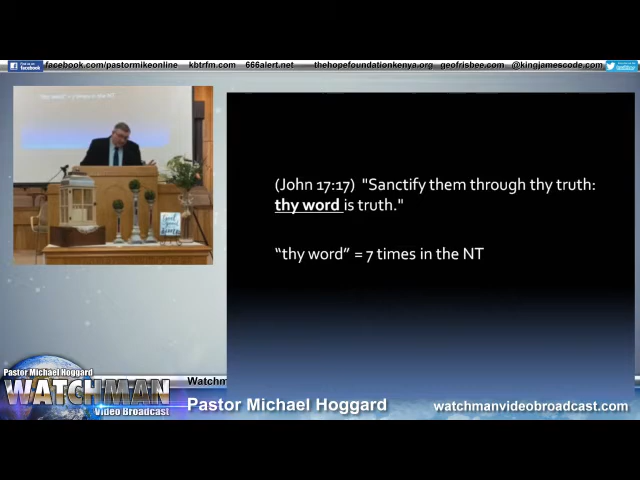 facebook.com/pastormikeonline kbtrfm.com 666alert.net thehopefoundationkenya.org geofrisbee.com @kingjamescode.com
(John 17:17) "Sanctify them through thy truth:
thy word is truth."
“thy word” = 7 times in the NT
Pastor Michael Hoggard
WATCHMAN
Video Broadcast
Watchm
Pastor Michael Hoggard
watchmanvideobroadcast.com